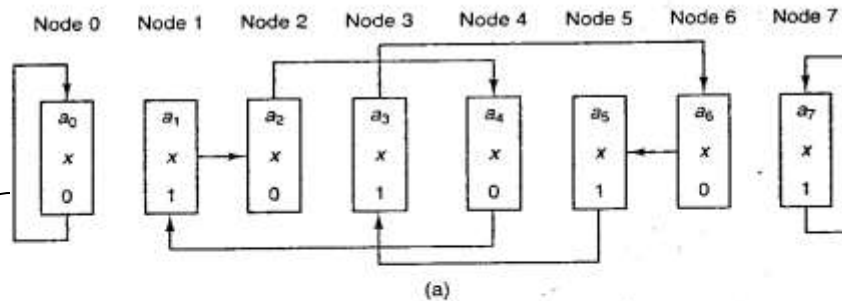 Node 0 Node 1 Node 2 Node 3 Node 4 Node 5 Node 6 Node 7
a₀ a₁ a₂ a₃ a₄ a₅ a₆ a₇
x x x x x x x x
0 1 0 1 0 1 0 1
(a)